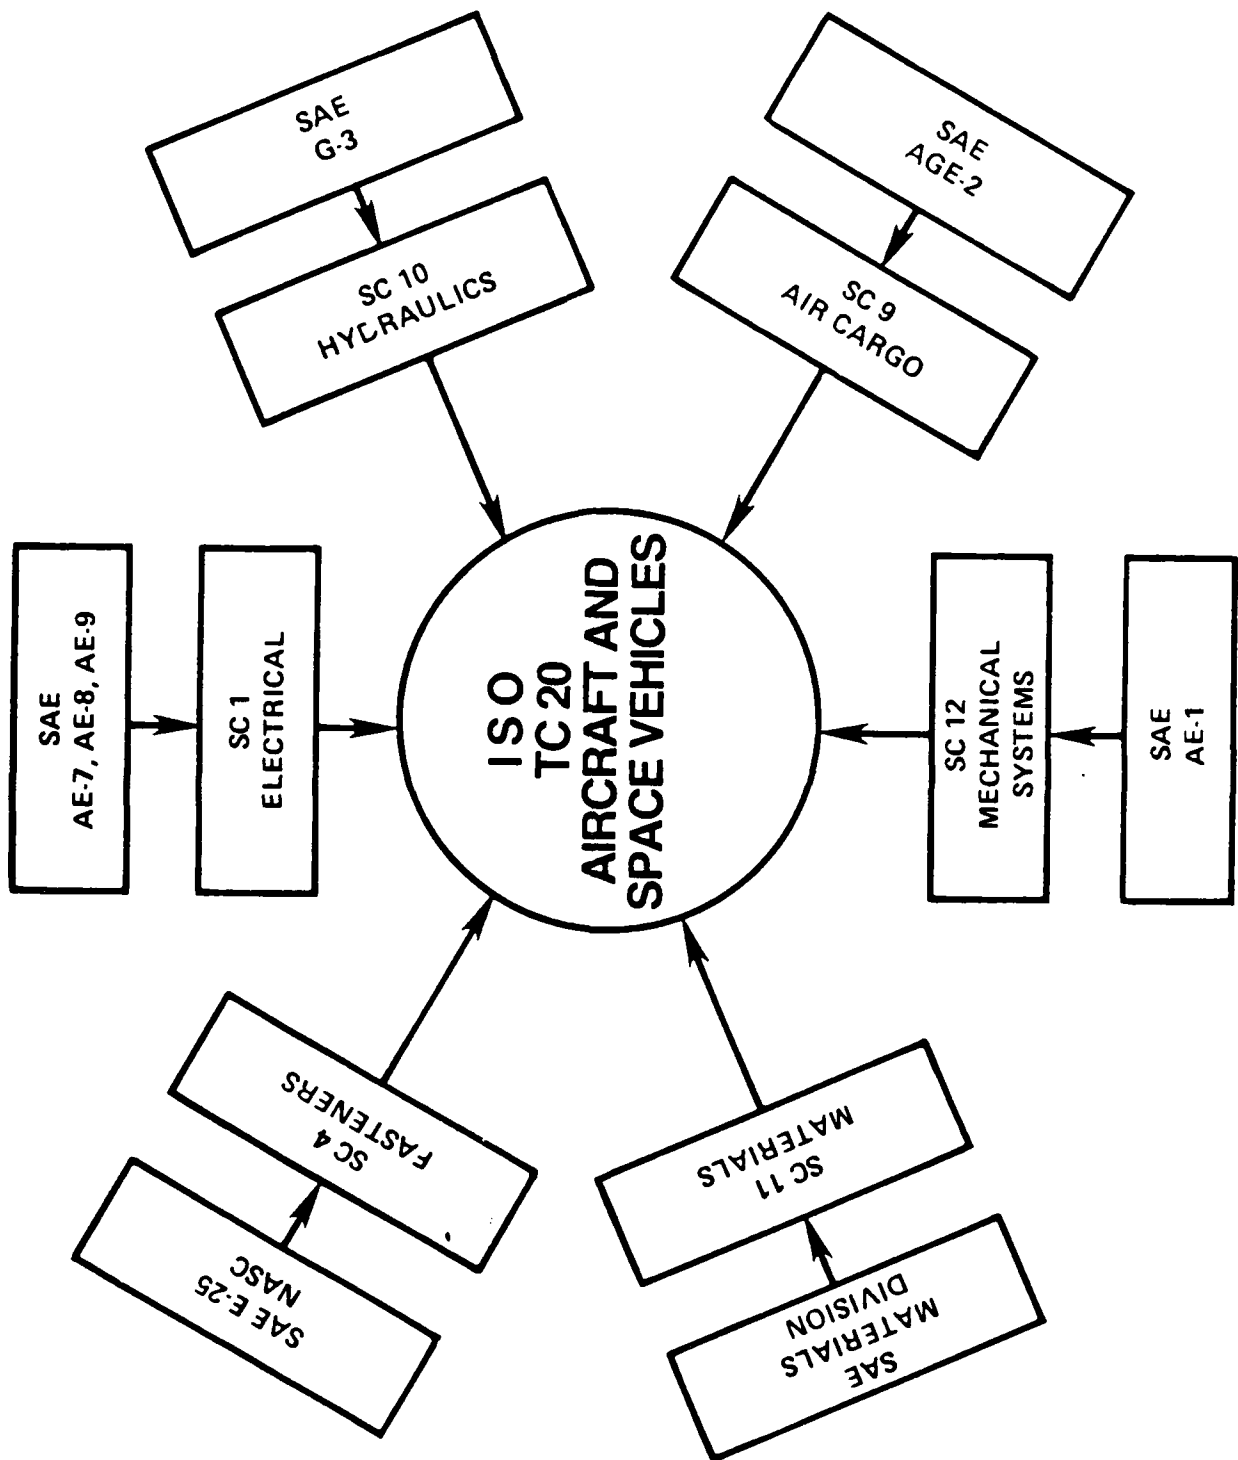 SAE
AE-7, AE-8, AE-9
SC 1
ELECTRICAL
SAE
G-3
SC 10
HYDRAULICS
SAE
AGE-2
SC 9
AIR CARGO
ISO
TC 20
AIRCRAFT AND
SPACE VEHICLES
SC 12
MECHANICAL
SYSTEMS
SAE
AE-1
SC 11
MATERIALS
SAE
MATERIALS
DIVISION
SC 4
FASTENERS
SAE E-25
NASC